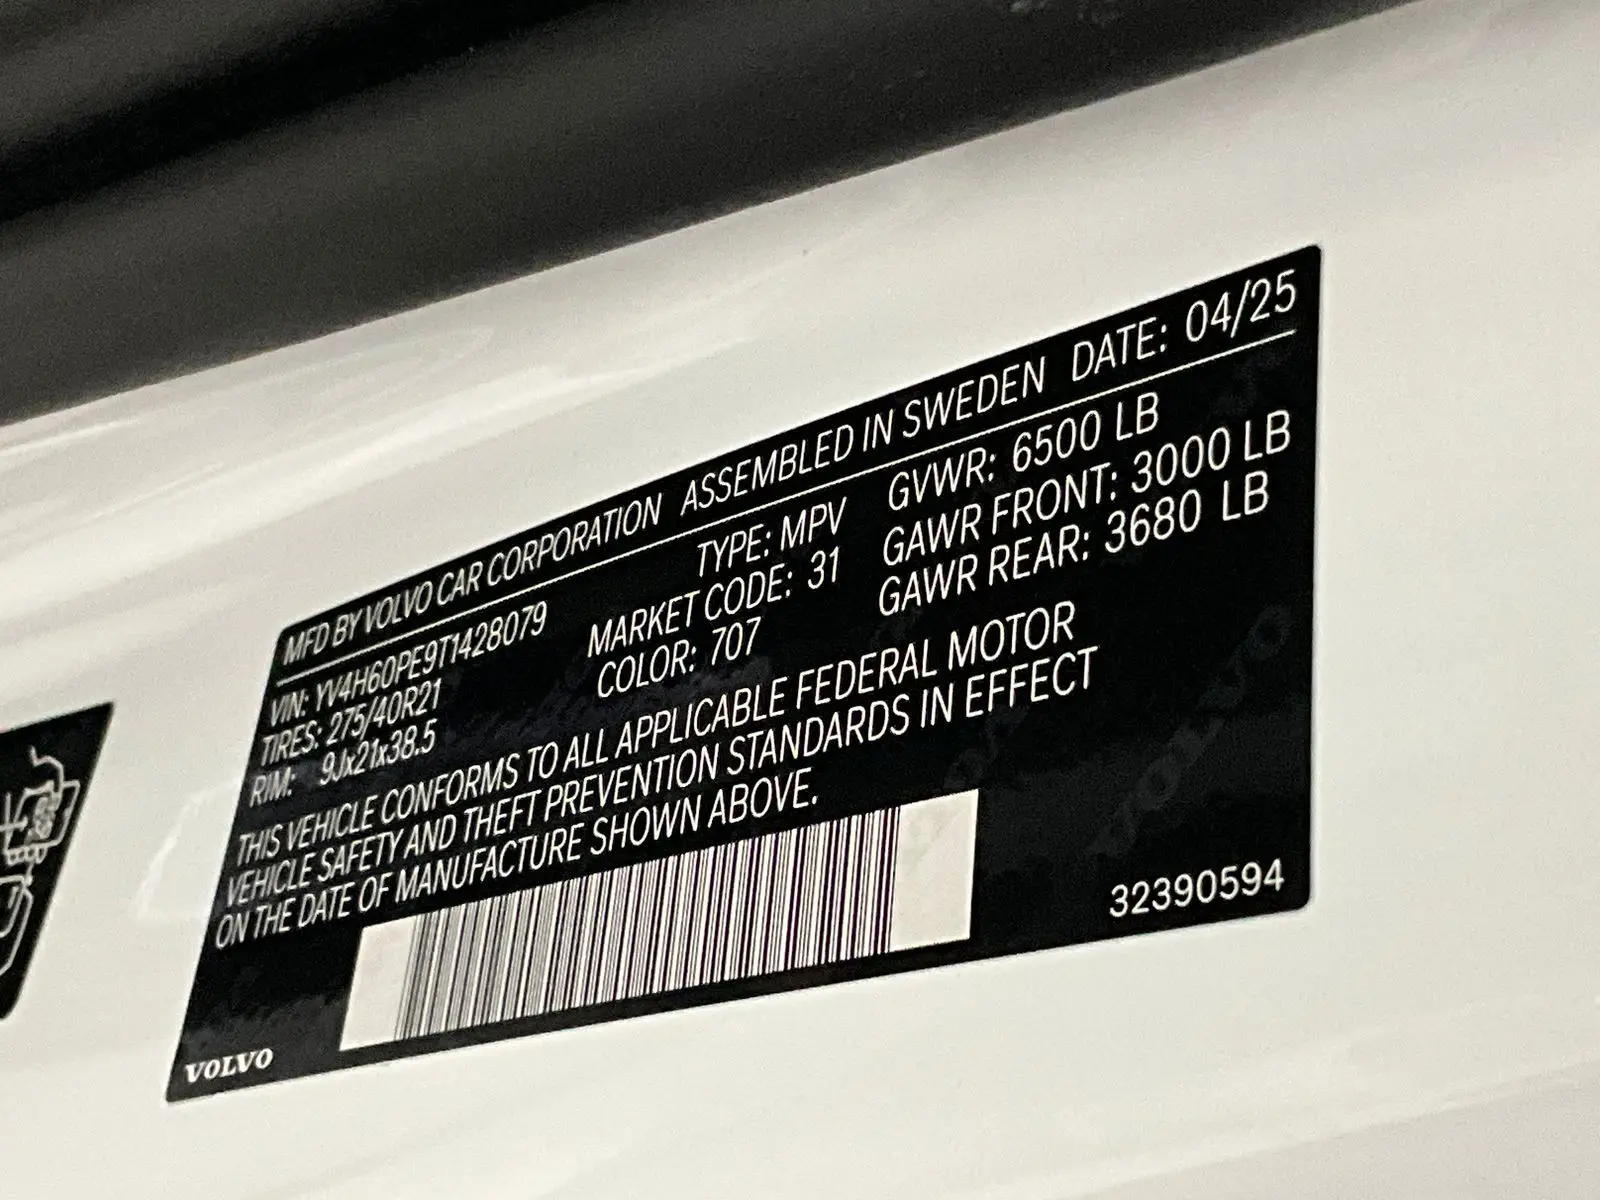 MFD BY VOLVO CAR CORPORATION ASSEMBLED IN SWEDEN DATE: 04/25
VIN: YV4H60PE9T1428079 TYPE: MPV GVWR: 6500 LB
TIRES: 275/40R21 MARKET CODE: 31 GAWR FRONT: 3000 LB
RIM: 9Jx21x38.5 COLOR: 707 GAWR REAR: 3680 LB
THIS VEHICLE CONFORMS TO ALL APPLICABLE FEDERAL MOTOR
VEHICLE SAFETY AND THEFT PREVENTION STANDARDS IN EFFECT
ON THE DATE OF MANUFACTURE SHOWN ABOVE.
32390594
VOLVO